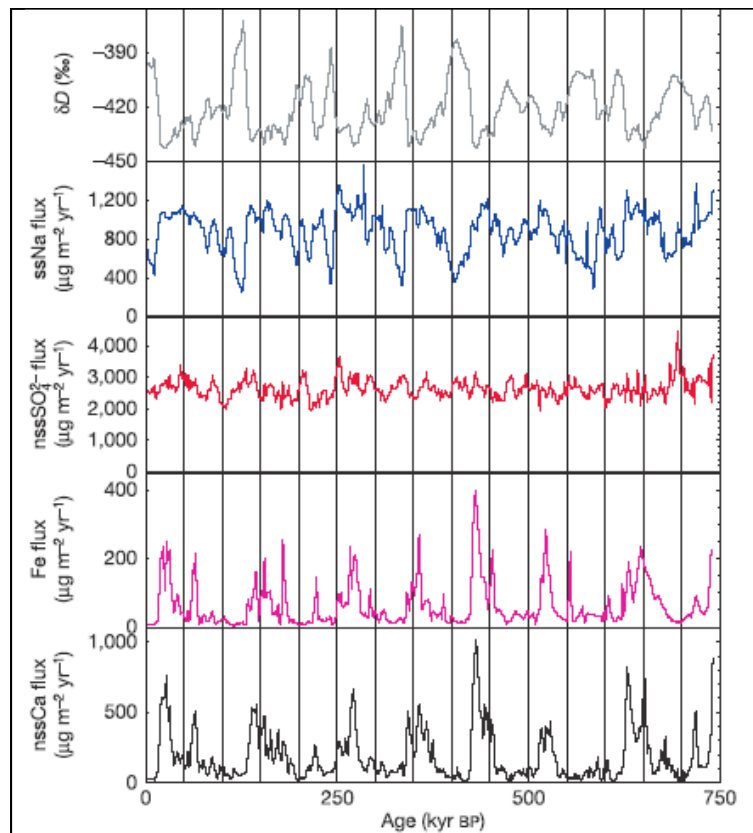 δD (‰)
−390
−420
−450
ssNa flux
(µg m−2 yr−1)
1,200
800
400
0
nssSO42− flux
(µg m−2 yr−1)
4,000
3,000
2,000
1,000
0
Fe flux
(µg m−2 yr−1)
400
200
0
nssCa flux
(µg m−2 yr−1)
1,000
500
0
0 250 500 750
Age (kyr BP)